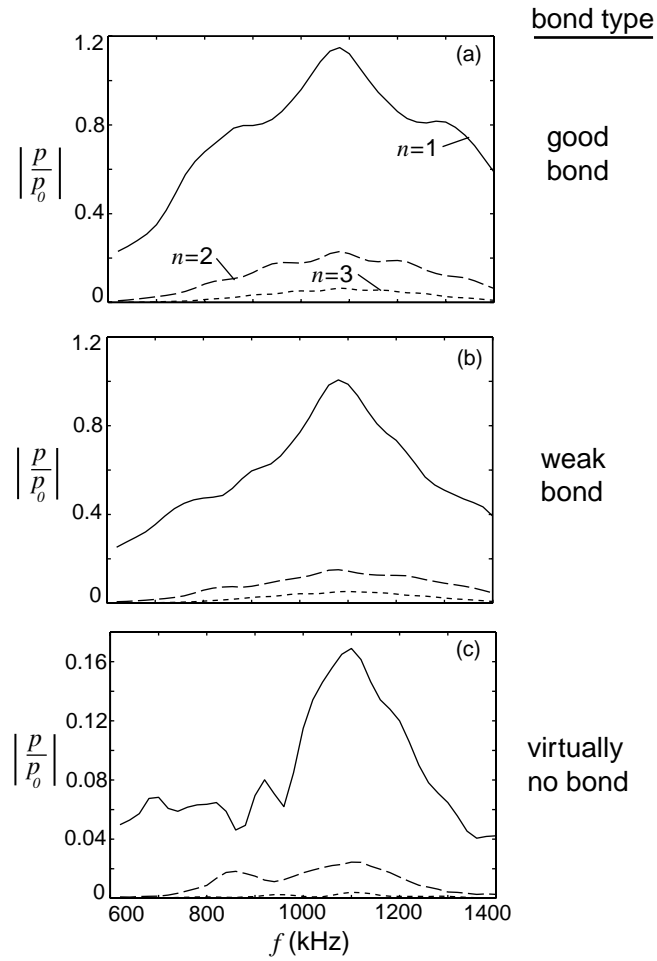 bond type
1.2
(a)
0.8
n=1
good
bond
| p/p0 |
0.4
n=2
n=3
0
1.2
(b)
0.8
weak
bond
| p/p0 |
0.4
0
0.16
(c)
0.12
virtually
no bond
| p/p0 |
0.08
0.04
0
600 800 1000 1200 1400
f (kHz)